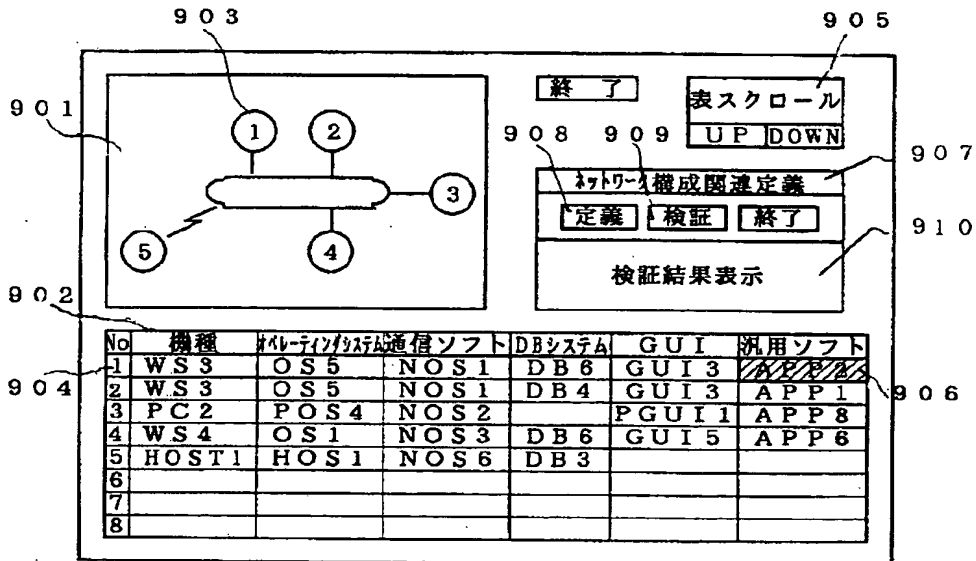 903
905
901
終 了
表スクロール
UP DOWN
1 2
908 909
907
ネットワーク構成関連定義
3
定義 検証 終了
910
5 4
検証結果表示
902
No 機種 オペレーティングシステム 通信ソフト DBシステム GUI 汎用ソフト
904
1 WS3 OS5 NOS1 DB6 GUI3 APP2
906
2 WS3 OS5 NOS1 DB4 GUI3 APP1
3 PC2 POS4 NOS2 PGUI1 APP8
4 WS4 OS1 NOS3 DB6 GUI5 APP6
5 HOST1 HOS1 NOS6 DB3
6
7
8